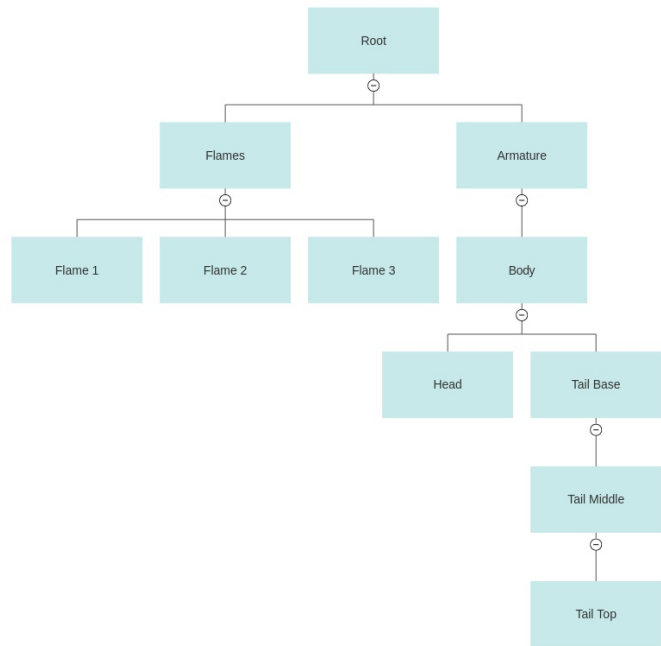 Root
Flames
Armature
Flame 1
Flame 2
Flame 3
Body
Head
Tail Base
Tail Middle
Tail Top